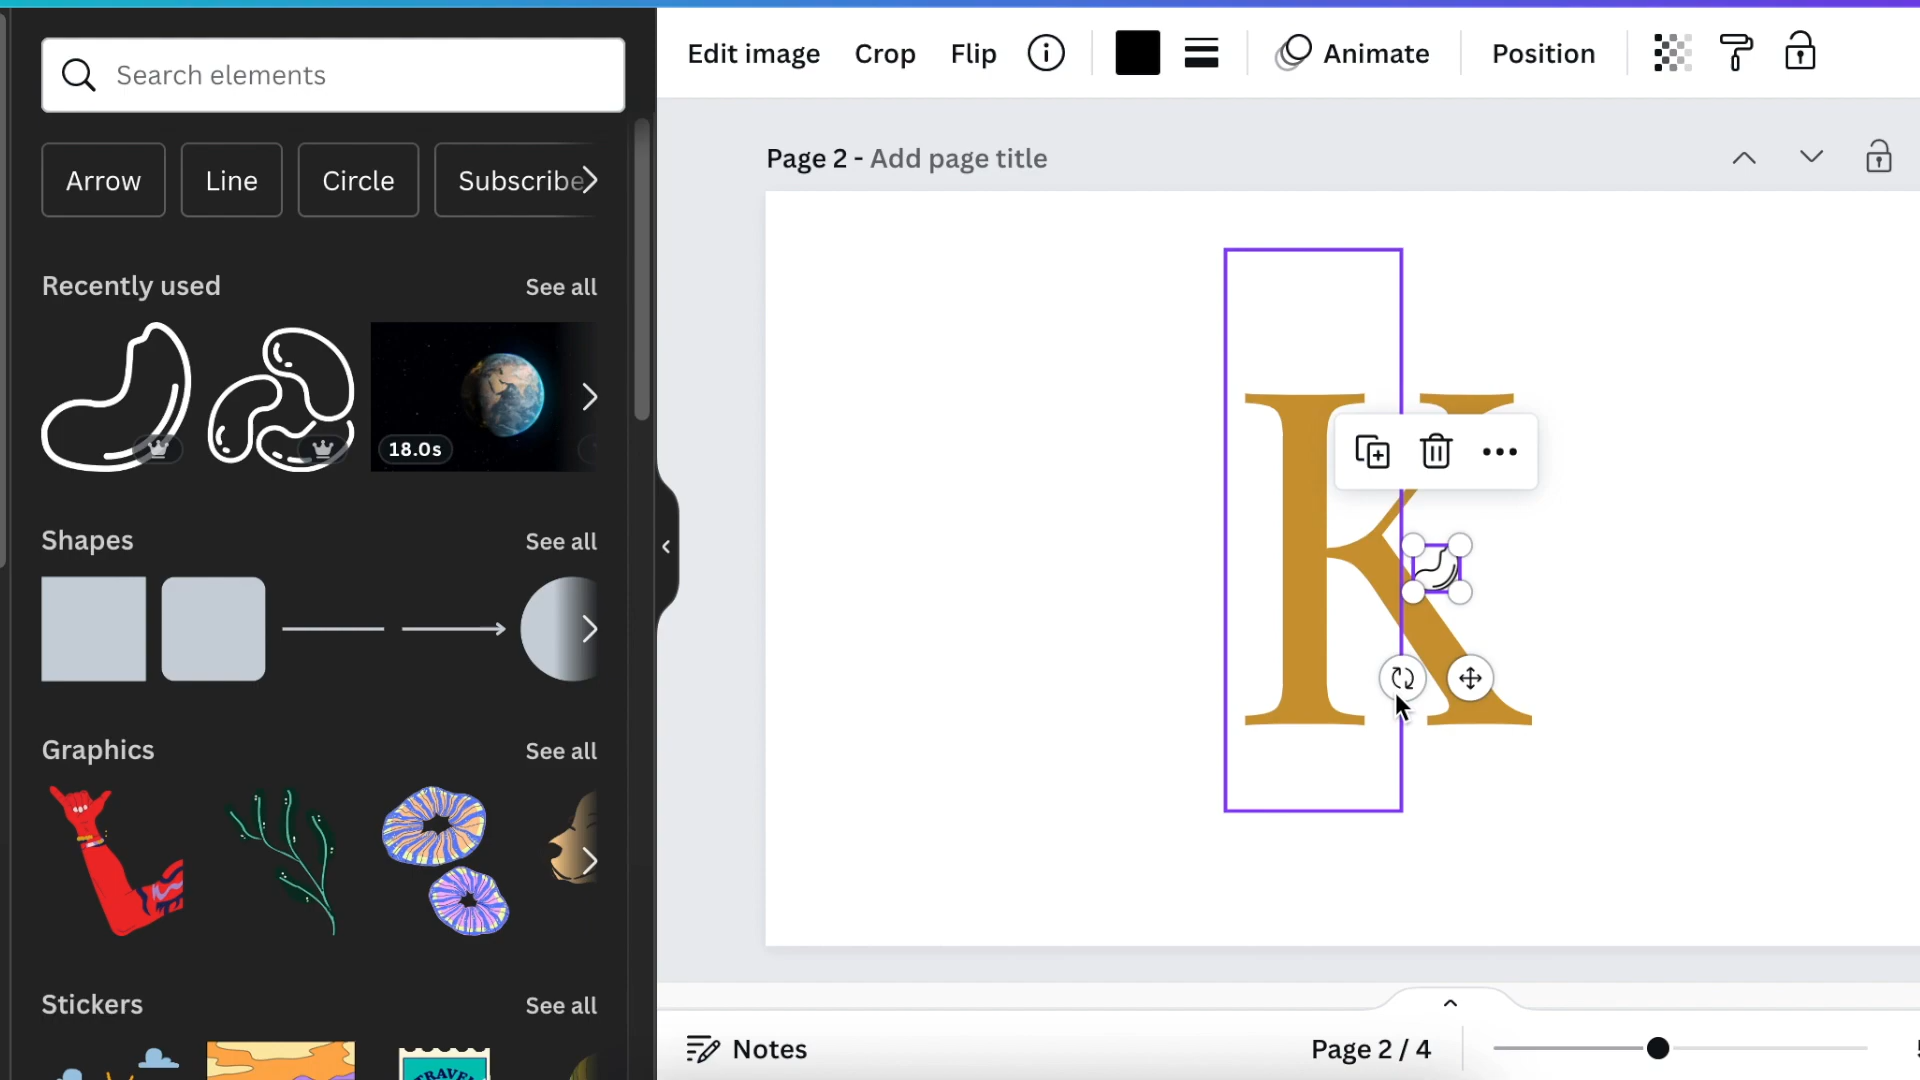 Search elements
Edit image Crop Flip Animate Position
Arrow Line Circle Subscribe
Page 2 - Add page title
Recently used See all
18.0s
Shapes See all
K
Graphics See all
Stickers See all
TRAVEL
Notes Page 2 / 4